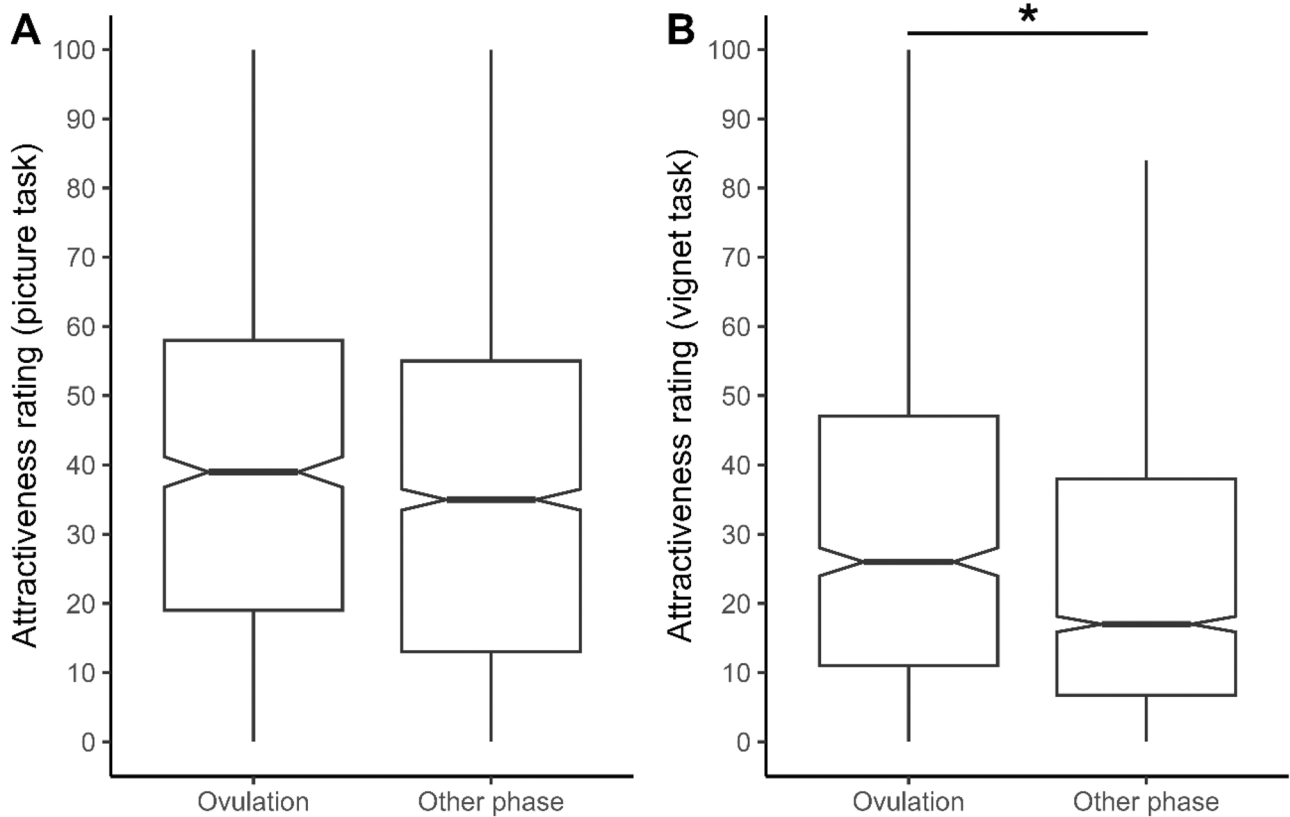 A
Attractiveness rating (picture task)
100
90
80
70
60
50
40
30
20
10
0
Ovulation
Other phase
B
*
Attractiveness rating (vignet task)
100
90
80
70
60
50
40
30
20
10
0
Ovulation
Other phase